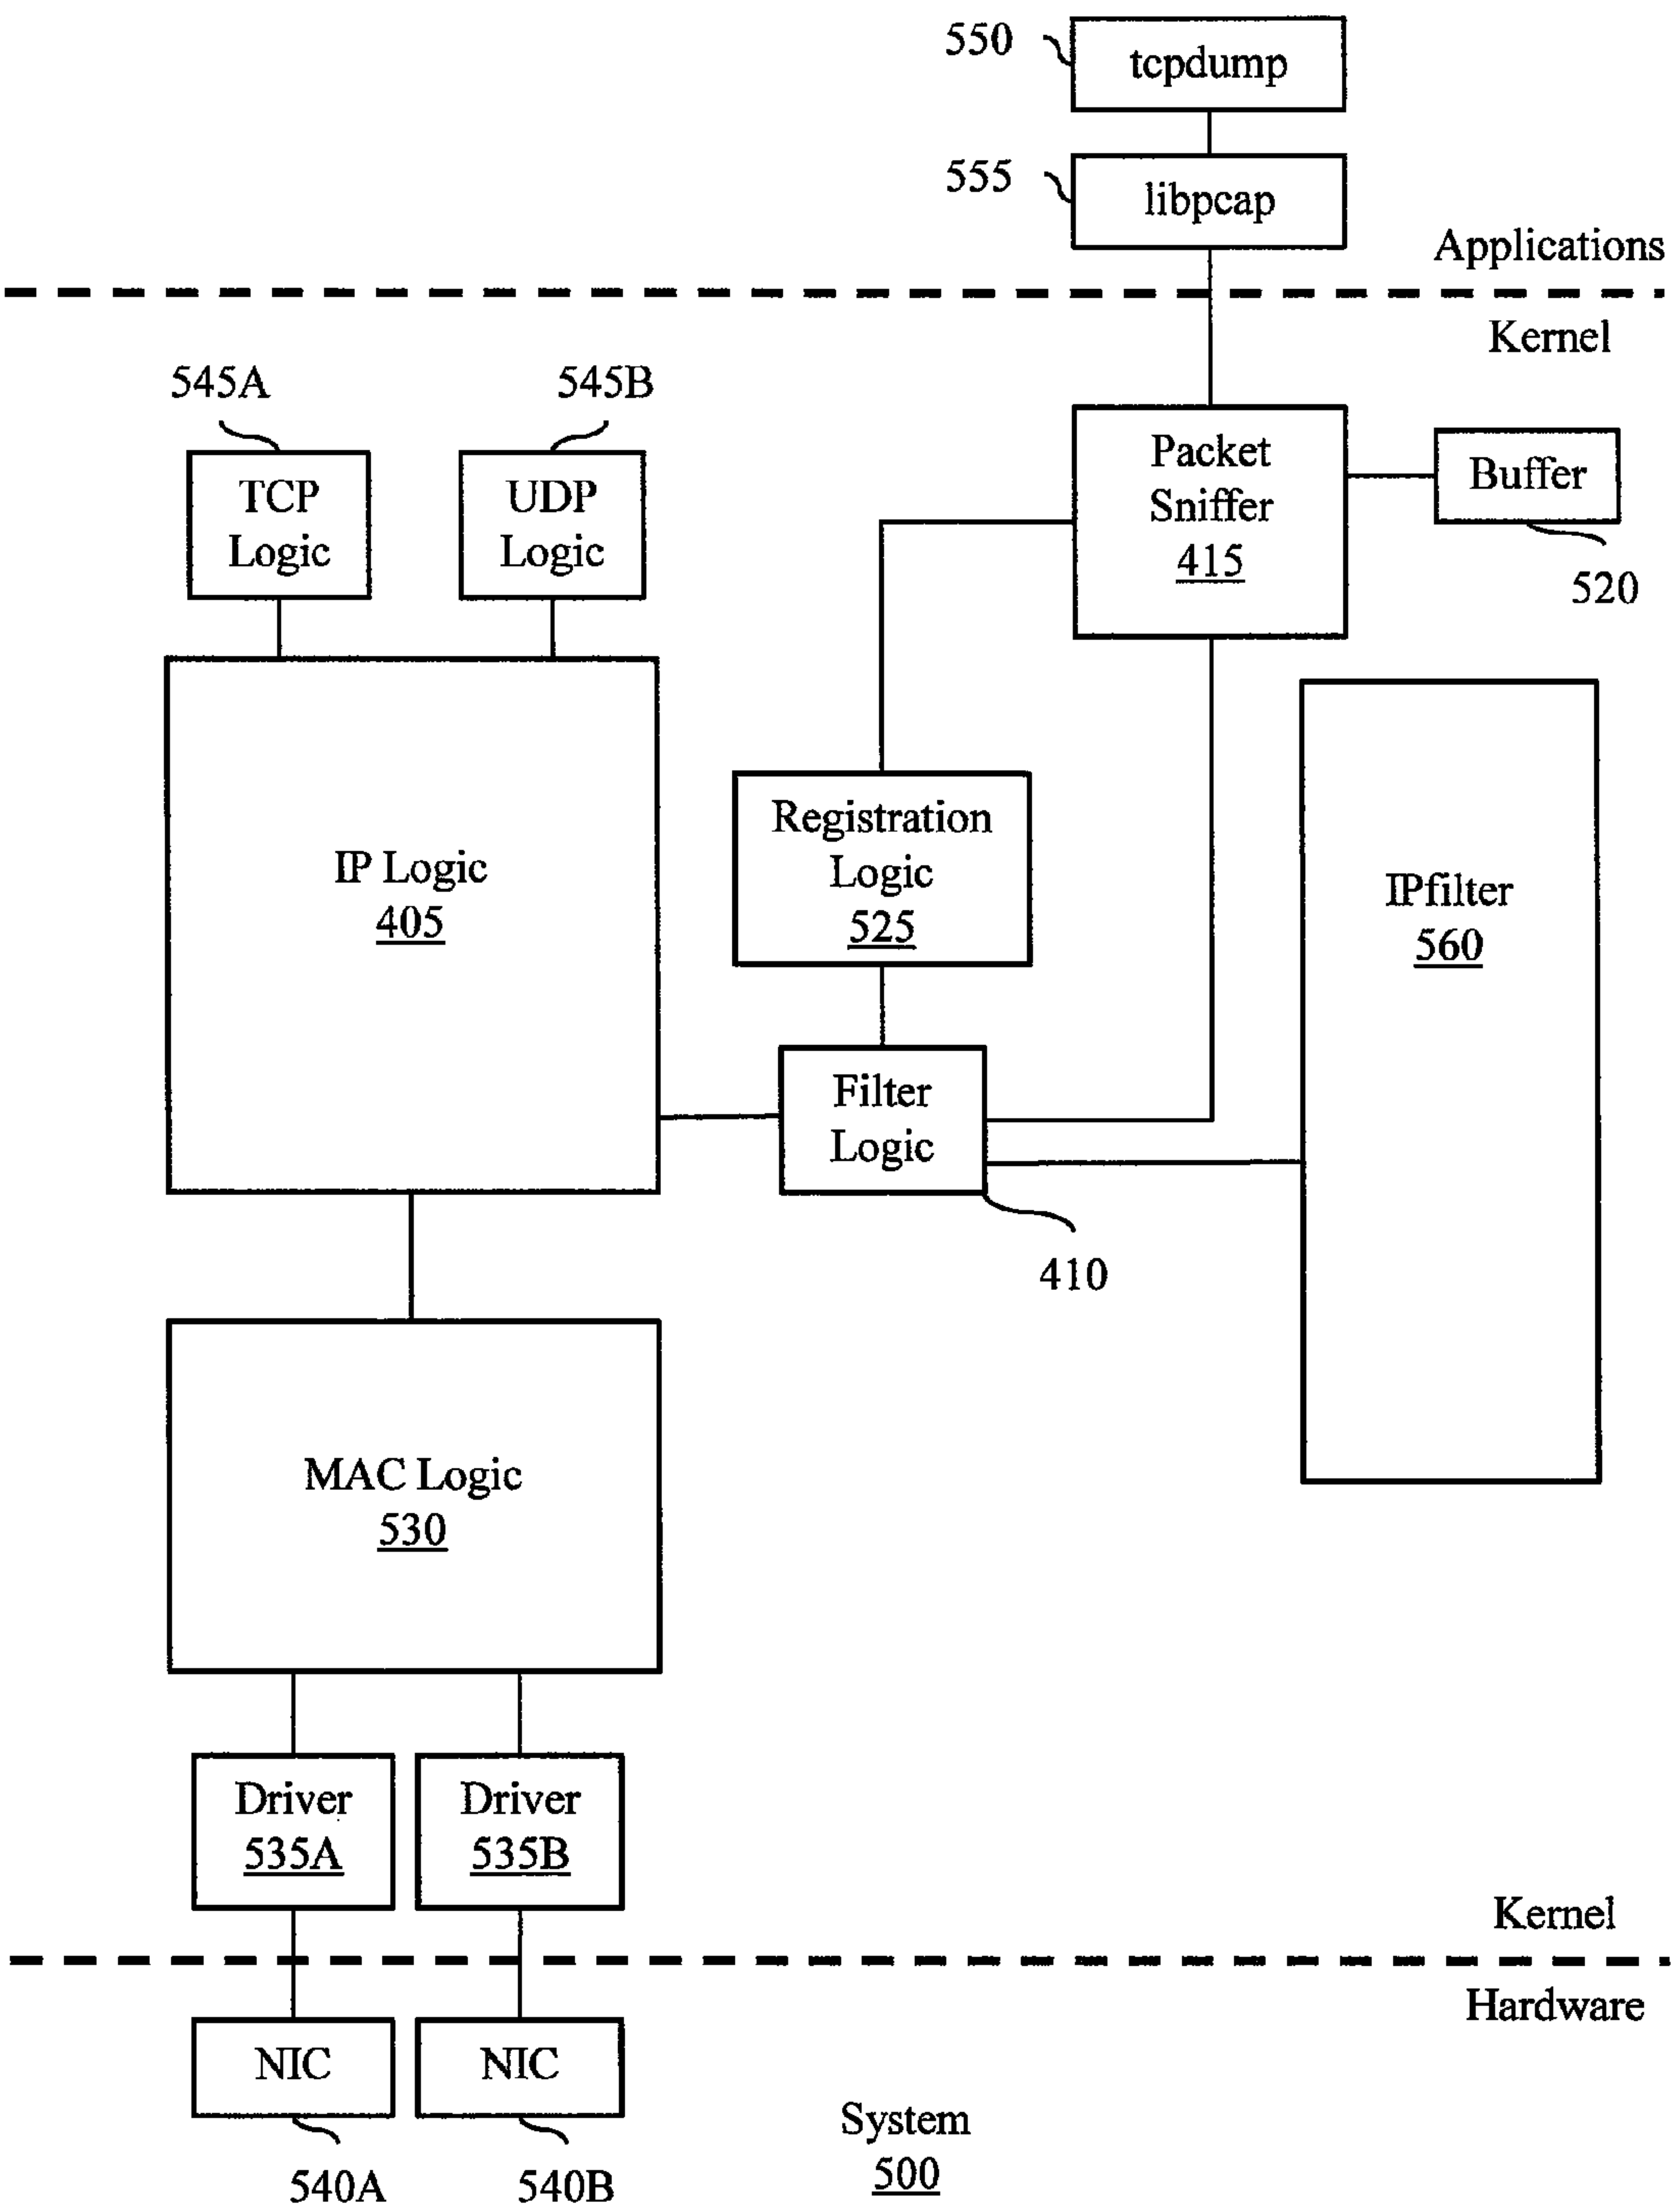 550
tcpdump
555
libpcap
Applications
Kernel
545A
545B
TCP
Logic
UDP
Logic
Packet
Sniffer
415
Buffer
520
IP Logic
405
Registration
Logic
525
IPfilter
560
Filter
Logic
410
MAC Logic
530
Driver
535A
Driver
535B
Kernel
Hardware
NIC
NIC
540A
540B
System
500